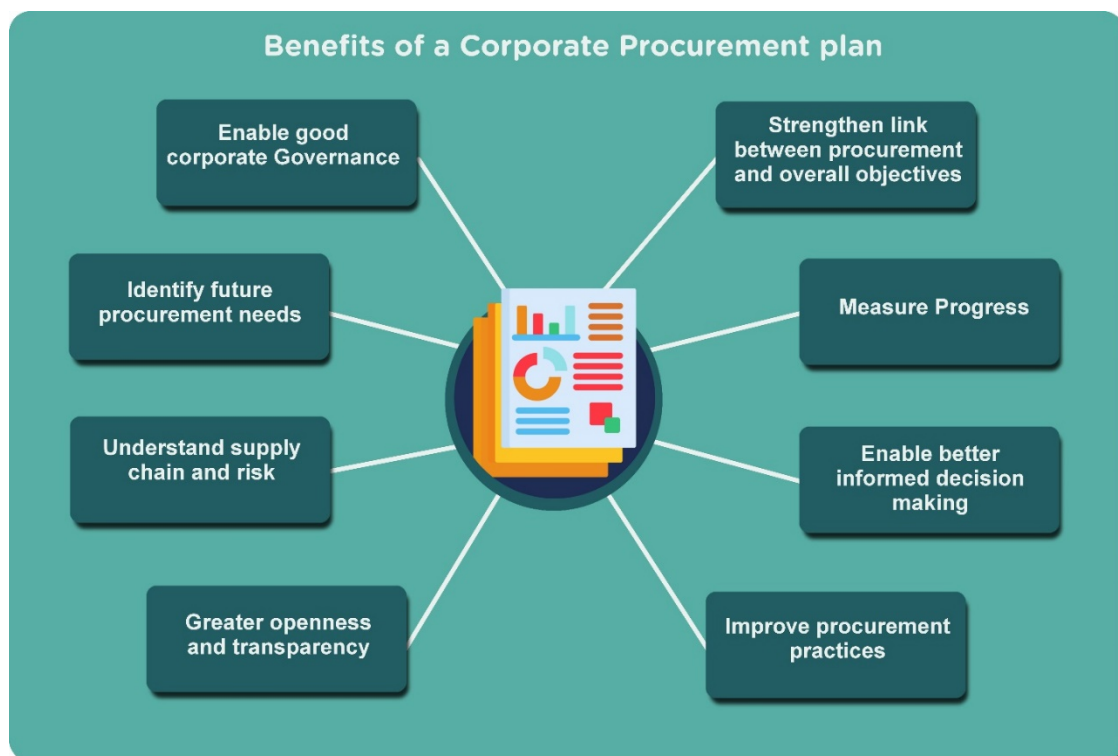 Benefits of a Corporate Procurement plan
Enable good
corporate Governance
Strengthen link
between procurement
and overall objectives
Identify future
procurement needs
Measure Progress
Understand supply
chain and risk
Enable better
informed decision
making
Greater openness
and transparency
Improve procurement
practices